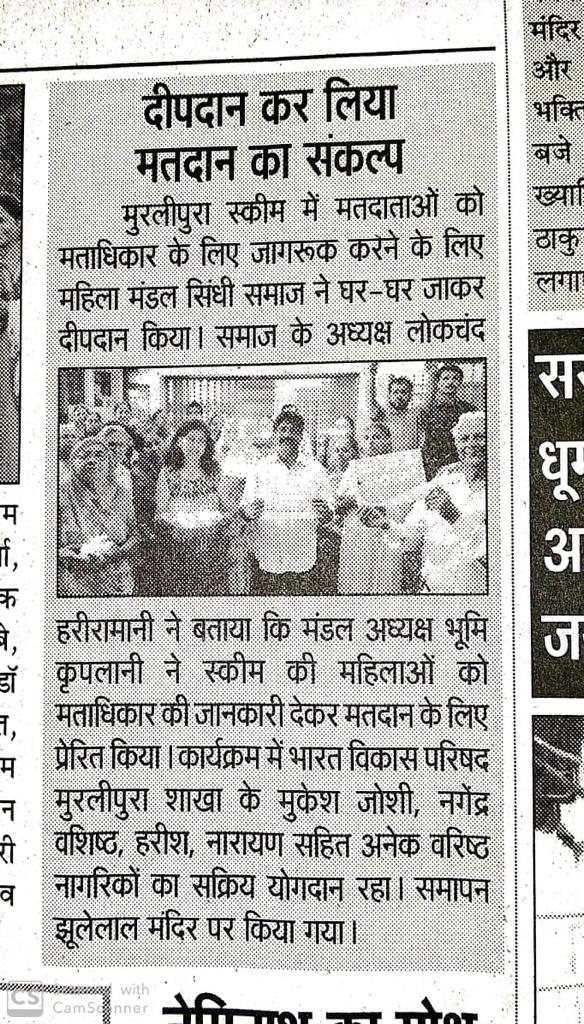 दीपदान कर लिया
मतदान का संकल्प
मुरलीपुरा स्कीम में मतदाताओं को
मताधिकार के लिए जागरूक करने के लिए
महिला मंडल सिंधी समाज ने घर-घर जाकर
दीपदान किया। समाज के अध्यक्ष लोकचंद
हरीरामानी ने बताया कि मंडल अध्यक्ष भूमि
कृपलानी ने स्कीम की महिलाओं को
मताधिकार की जानकारी देकर मतदान के लिए
प्रेरित किया। कार्यक्रम में भारत विकास परिषद
मुरलीपुरा शाखा के मुकेश जोशी, नगेंद्र
वशिष्ठ, हरीश, नारायण सहित अनेक वरिष्ठ
नागरिकों का सक्रिय योगदान रहा। समापन
झूलेलाल मंदिर पर किया गया।
मंदिर
और
बजे
CS
with
CamScanner